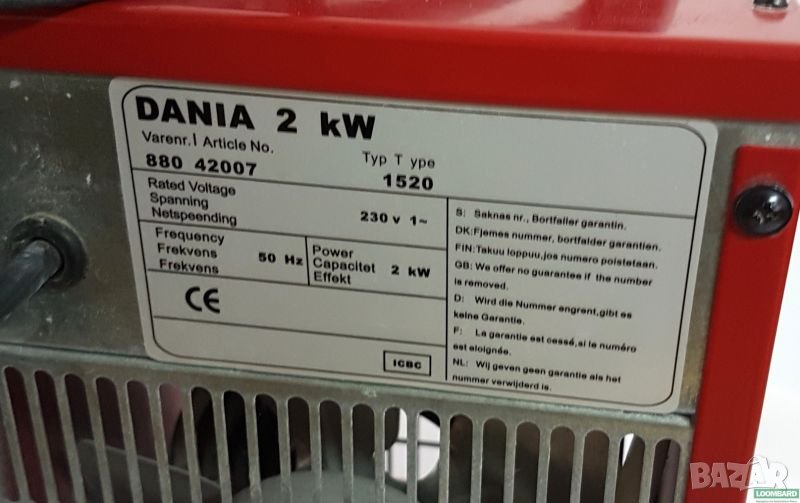 DANIA 2 kW
Varenr. I Article No.
880 42007
Typ T ype
1520
Rated Voltage
Spanning
Netspeending
230 v 1~
Frequency
Frekvens
Frekvens
50 Hz
Power
Capacitet
Effekt
2 kW
CE
ICBC
S: Saknas nr., Bortfaller garantin.
DK:Fjemes nummer, bortfalder garantien.
FIN:Takuu loppuu,jos numero poistetaan.
GB: We offer no guarantee if the number
is removed.
D: Wird die Nummer engrent,gibt es
keine Garantie.
F: La garantie est cessé,si le numéro
est eloignée.
NL: Wij geven geen garantie als het
nummer verwijderd is.
BAZAR
LOOMBARD